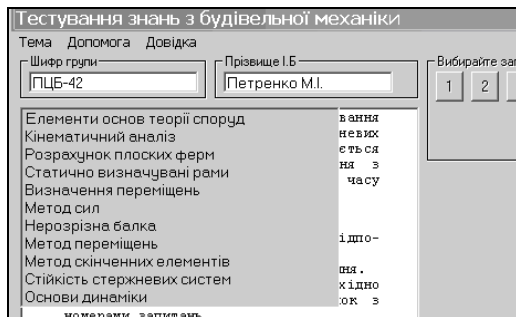 Тестування знань з будівельної механіки
Тема Допомога Довідка
Шифр групи
Прізвище І.Б
Вибирайте зап
ПЦБ-42
Петренко М.І.
1 2
Елементи основ теорії споруд
Кінематичний аналіз
Розрахунок плоских ферм
Статично визначувані рами
Визначення переміщень
Метод сил
Нерозрізна балка
Метод переміщень
Метод скінченних елементів
Стійкість стержневих систем
Основи динаміки
вання
невих
ється
ня з
часу
ідпо-
ня.
хідно
ок з
номерами запитань